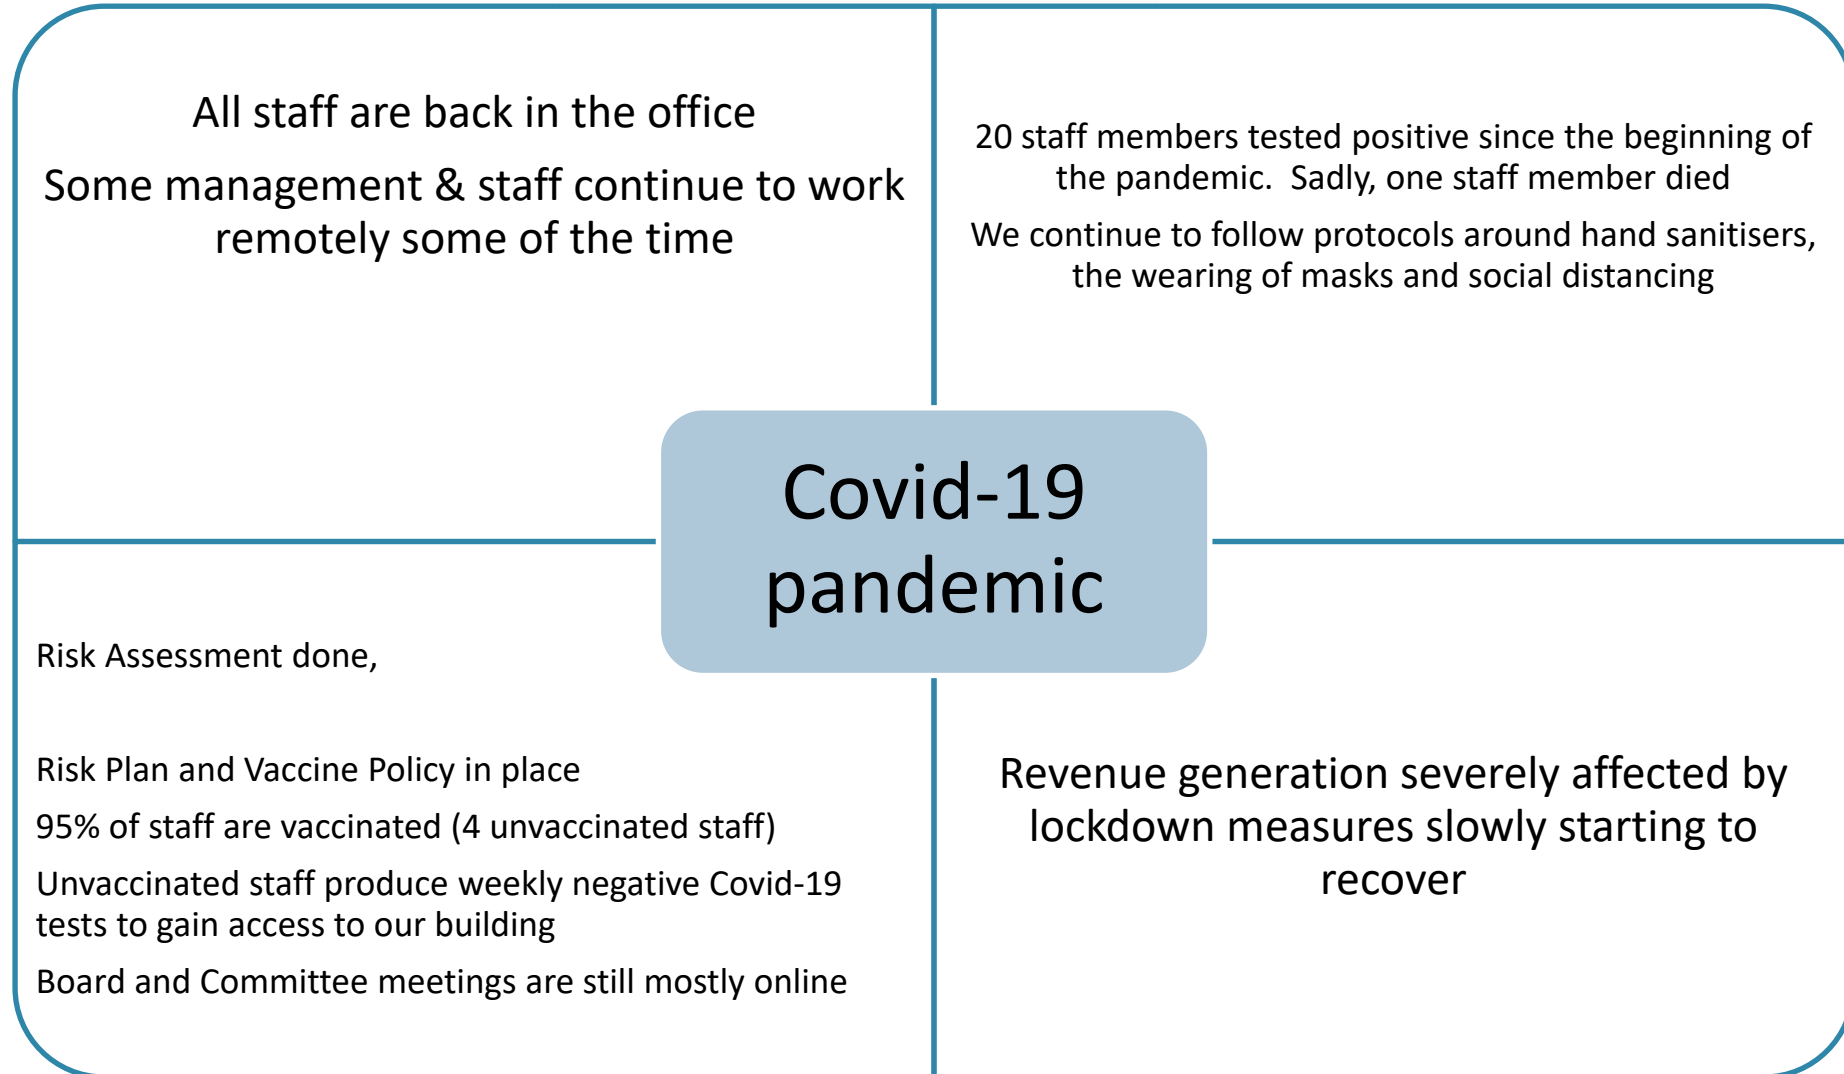 All staff are back in the office
Some management & staff continue to work
remotely some of the time
20 staff members tested positive since the beginning of
the pandemic.  Sadly, one staff member died
We continue to follow protocols around hand sanitisers,
the wearing of masks and social distancing
Covid-19
pandemic
Risk Assessment done,
Risk Plan and Vaccine Policy in place
95% of staff are vaccinated (4 unvaccinated staff)
Unvaccinated staff produce weekly negative Covid-19
tests to gain access to our building
Board and Committee meetings are still mostly online
Revenue generation severely affected by
lockdown measures slowly starting to
recover